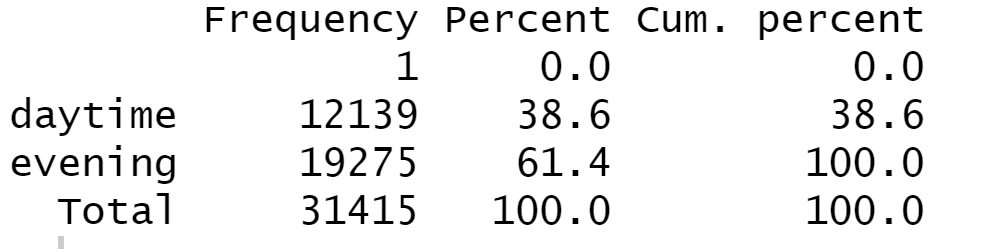 Frequency Percent Cum. percent
1 0.0 0.0
daytime 12139 38.6 38.6
evening 19275 61.4 100.0
Total 31415 100.0 100.0